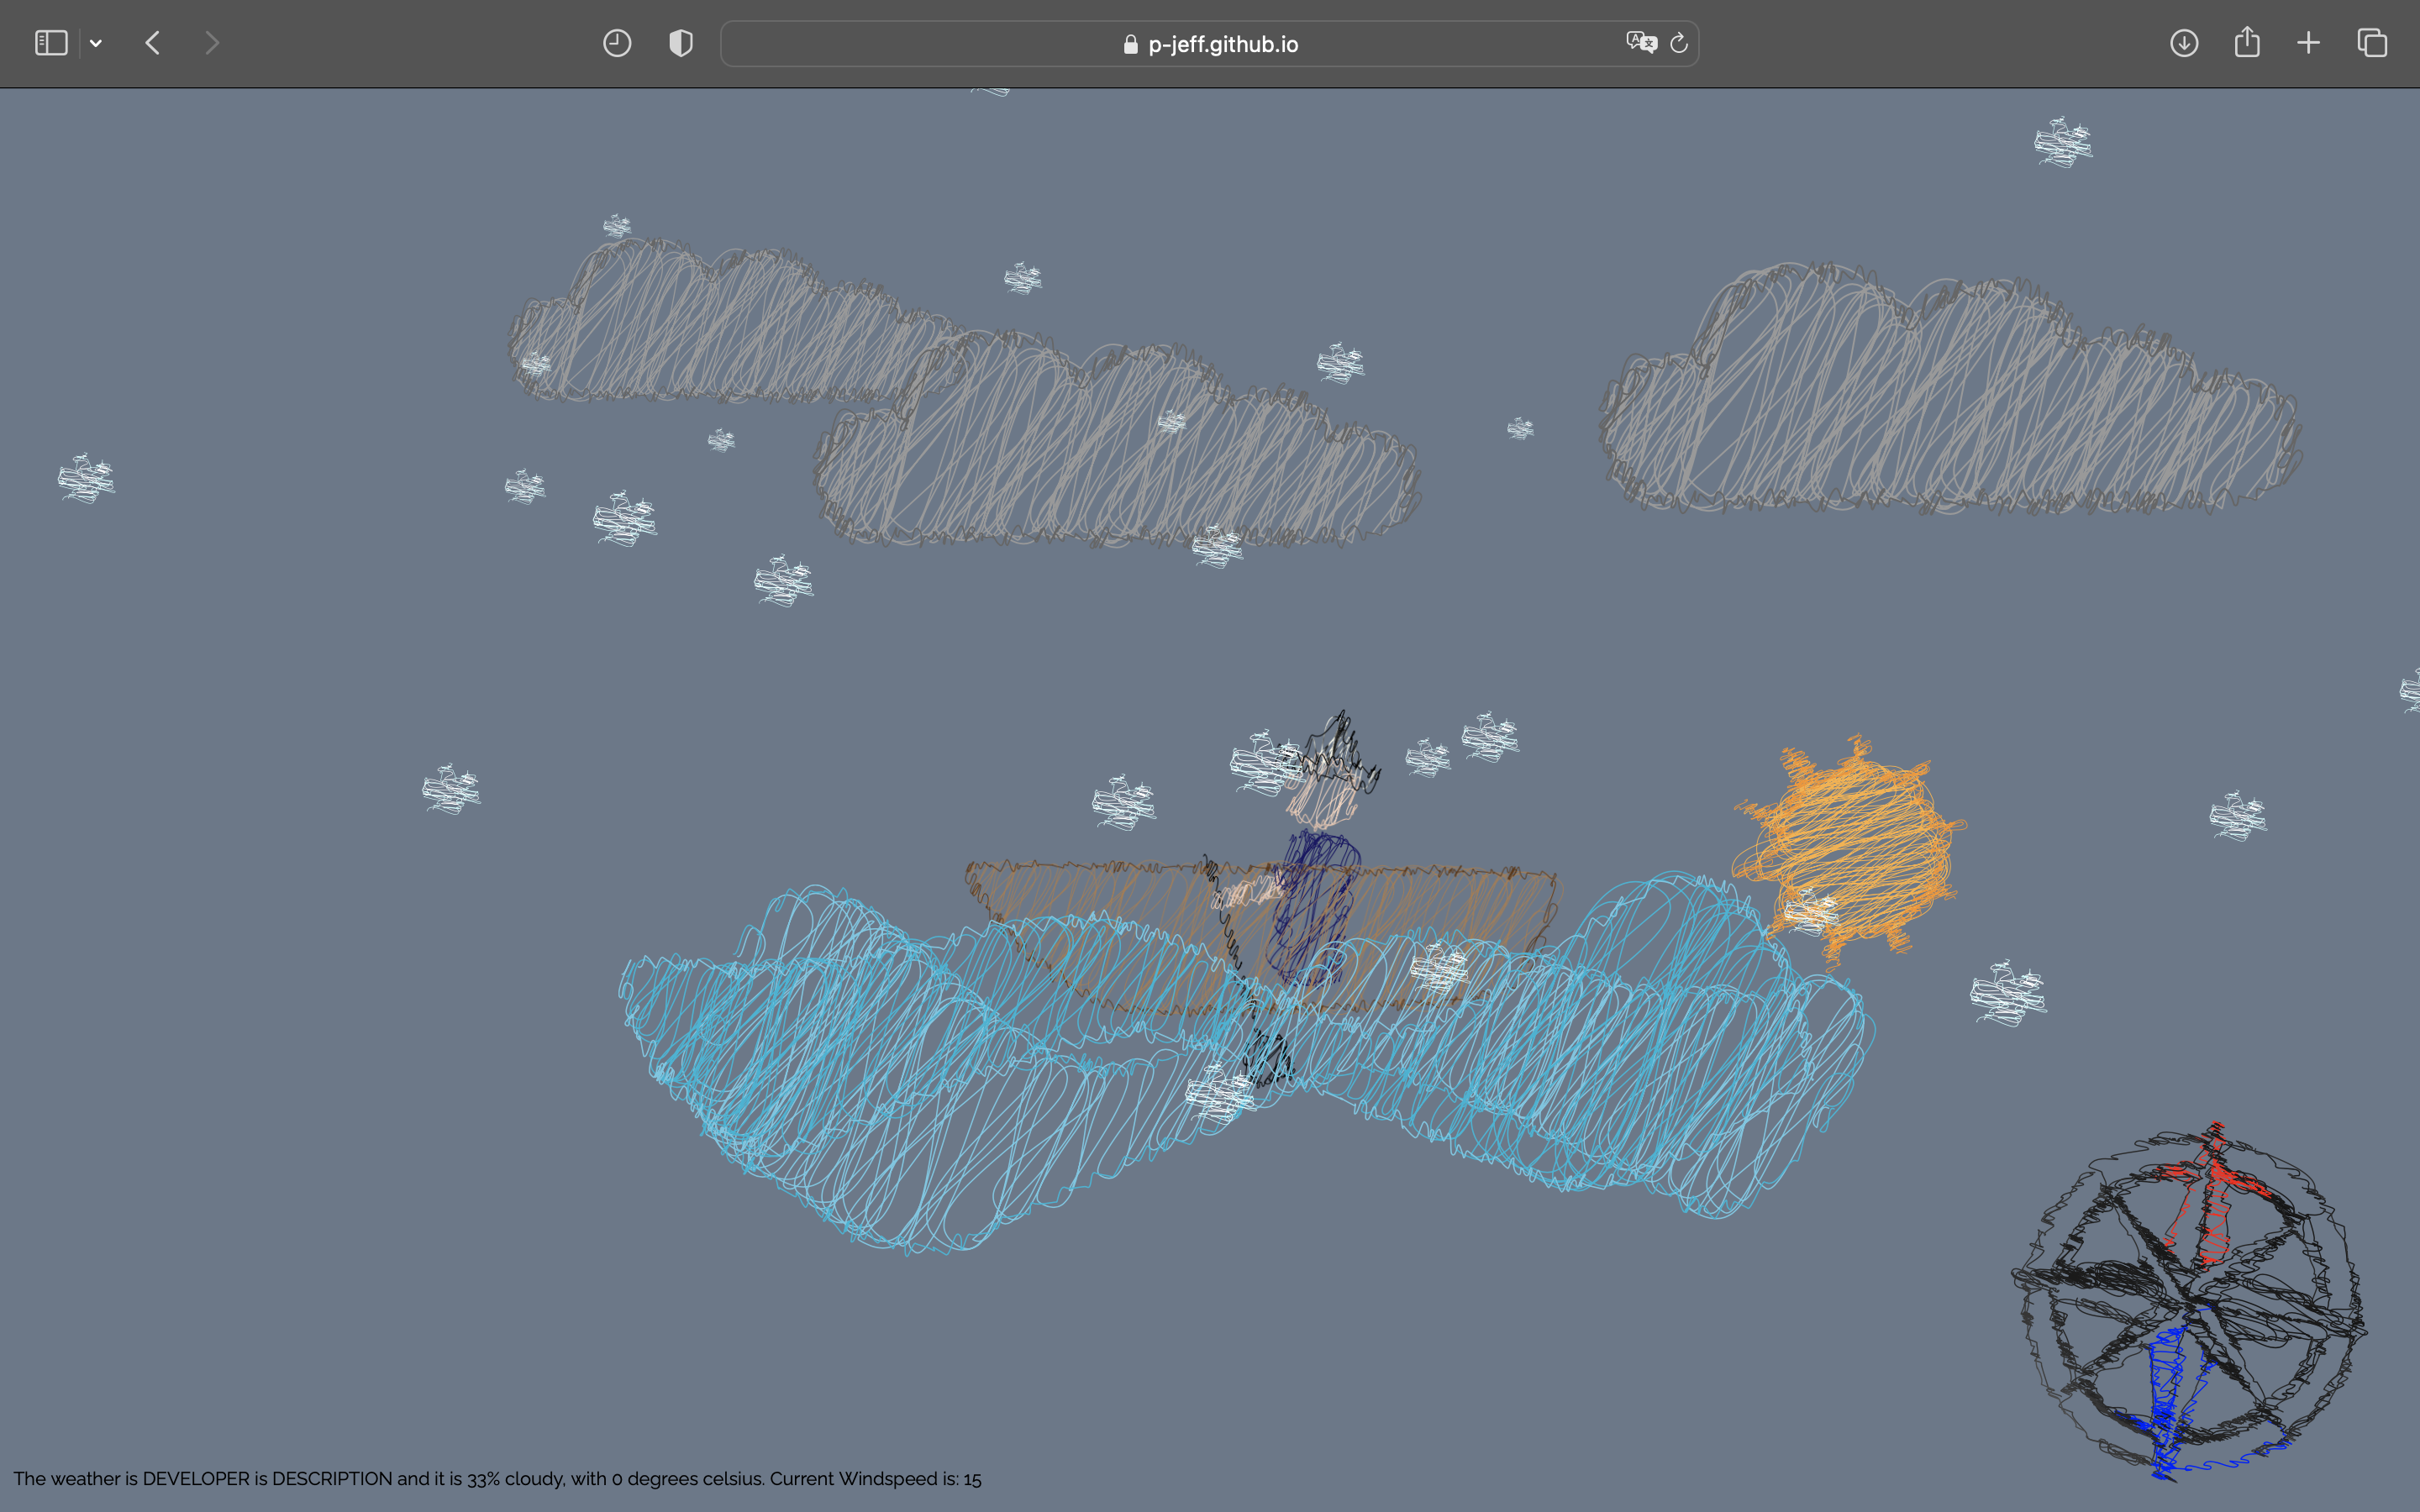 p-jeff.github.io
The weather is DEVELOPER is DESCRIPTION and it is 33% cloudy, with 0 degrees celsius. Current Windspeed is: 15